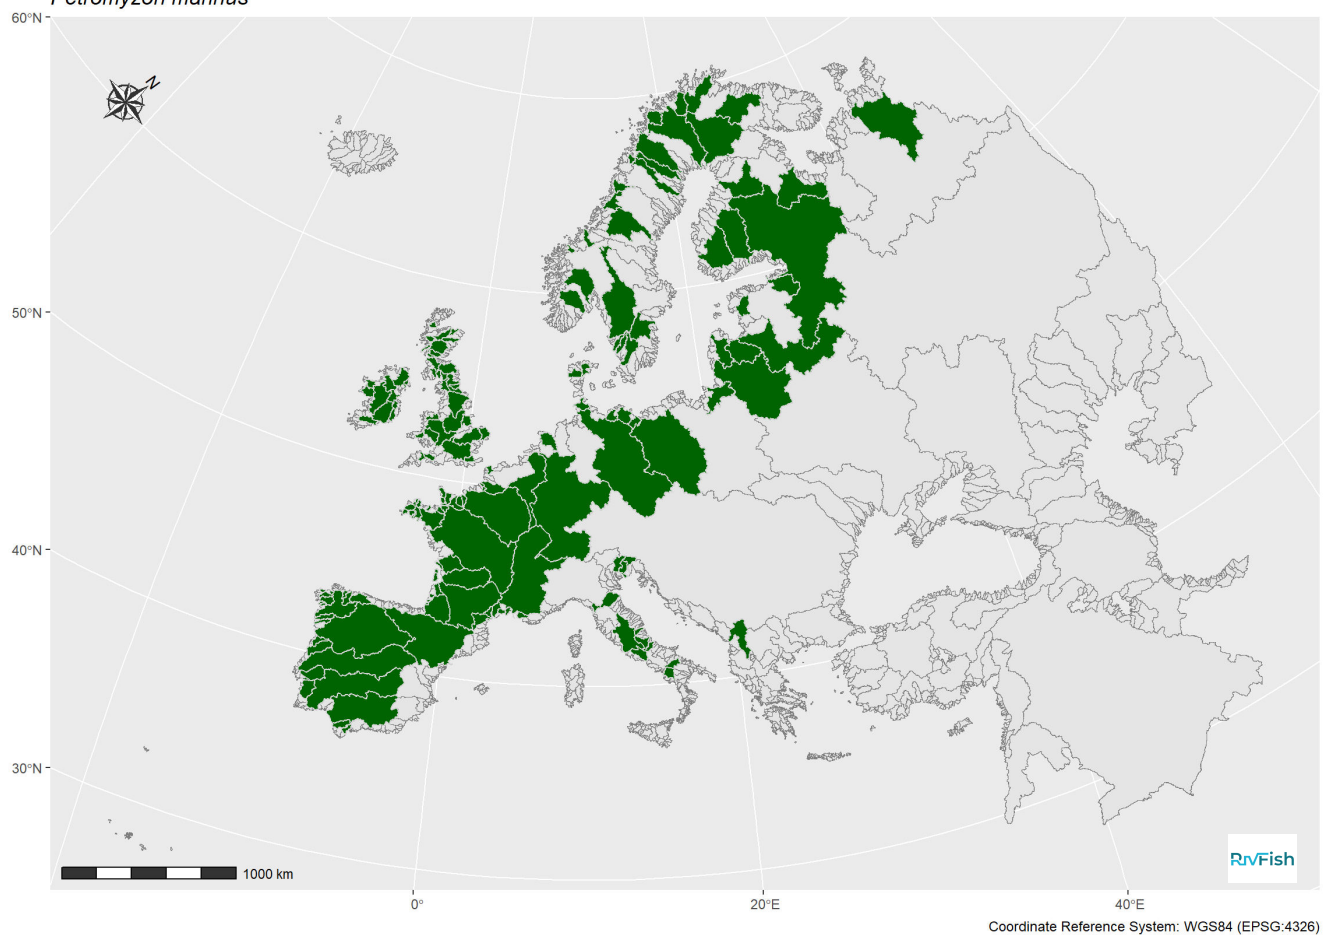 Petromyzon marinus
60°N
N
50°N
40°N
30°N
1000 km
RivFish
0°
20°E
40°E
Coordinate Reference System: WGS84 (EPSG:4326)